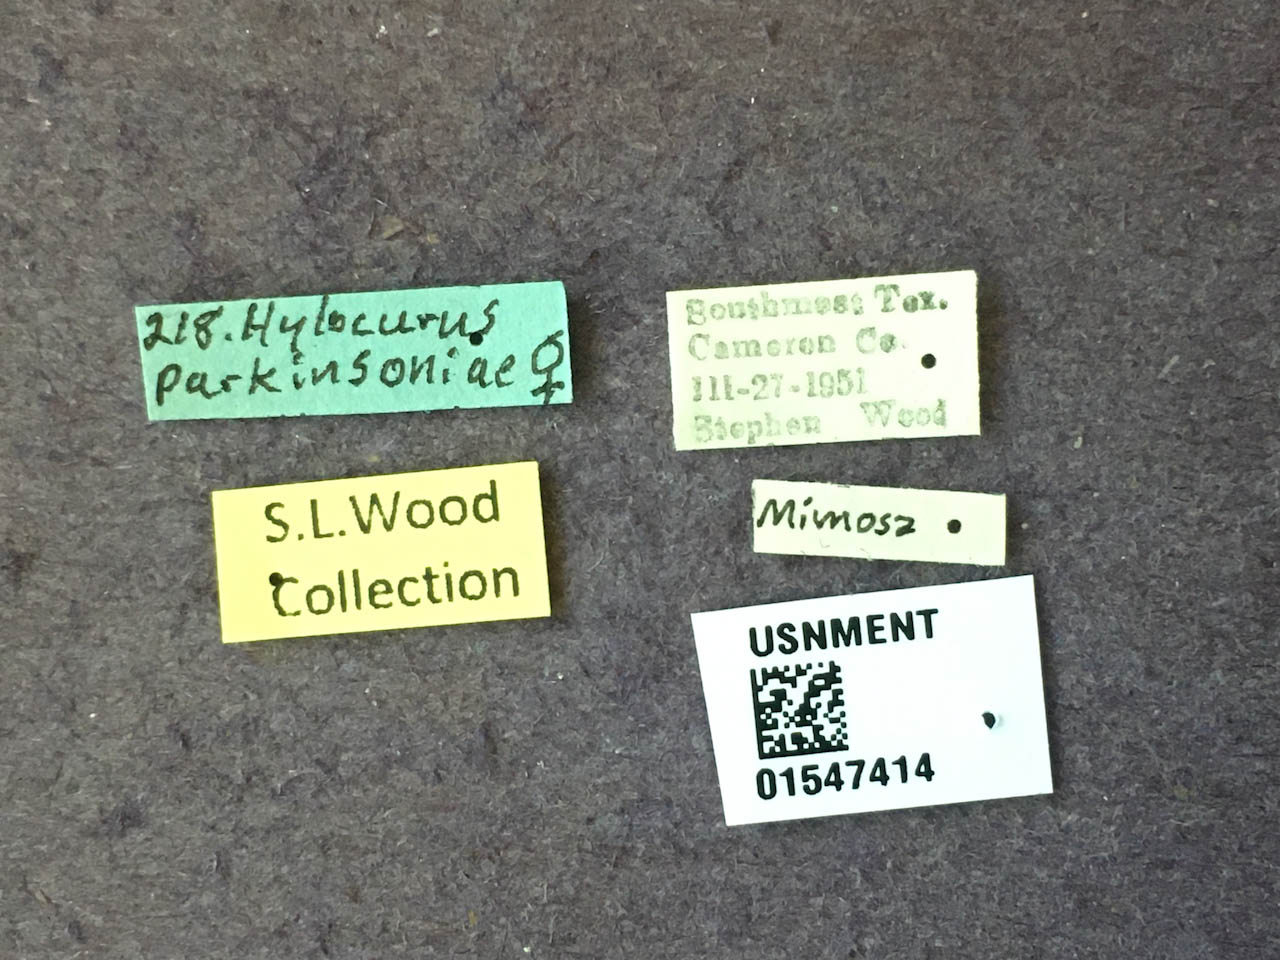 218. Hylocurus
parkinsoniae ♀
Southmost Tex.
Cameron Co.
III-27-1951
Stephen Wood
S.L.Wood
Collection
Mimosa
USNMENT
01547414